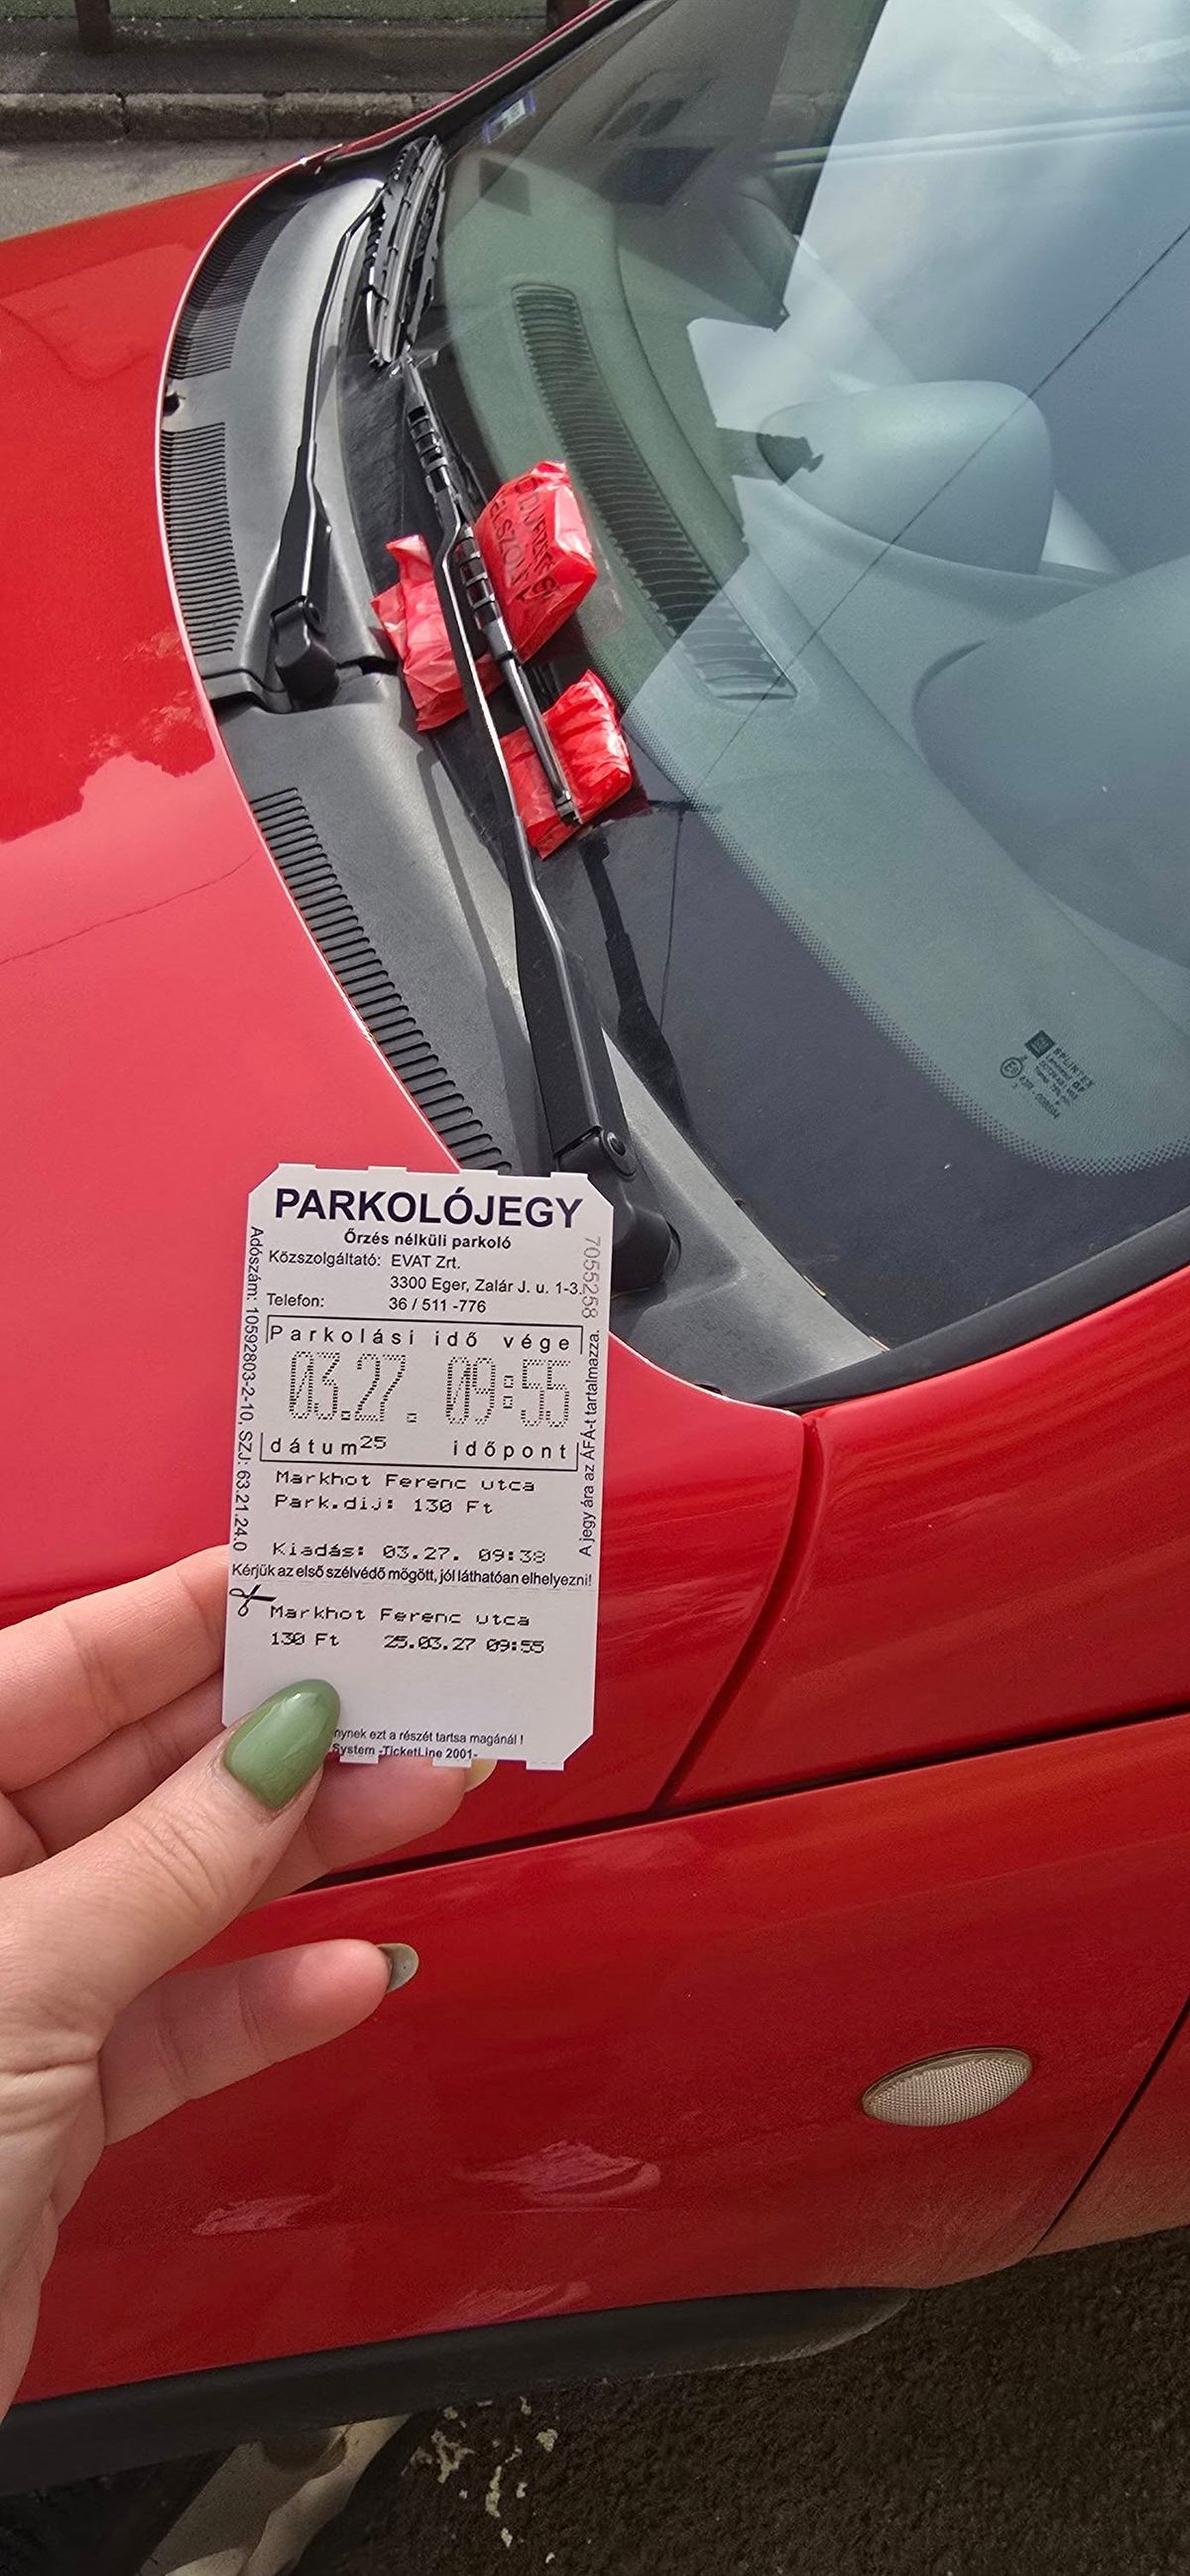 PARKOLÓJEGY
Őrzés nélküli parkoló
Közszolgáltató: EVAT Zrt.
3300 Eger, Zalár J. u. 1-3.
Telefon: 36 / 511 -776
Parkolási idő vége
03.27. 09:55
dátum25 időpont
Markhot Ferenc utca
Park.díj: 130 Ft
Kiadás: 03.27. 09:38
Kérjük az első szélvédő mögött, jól láthatóan elhelyezni!
Markhot Ferenc utca
130 Ft 25.03.27 09:55
ezt a részét tartsa magánál !
System -TicketLine 2001-
Adószám: 10592803-2-10, SZJ: 63.21.24.0
7055258
A jegy ára az ÁFÁ-t tartalmazza.
SPLINTEX